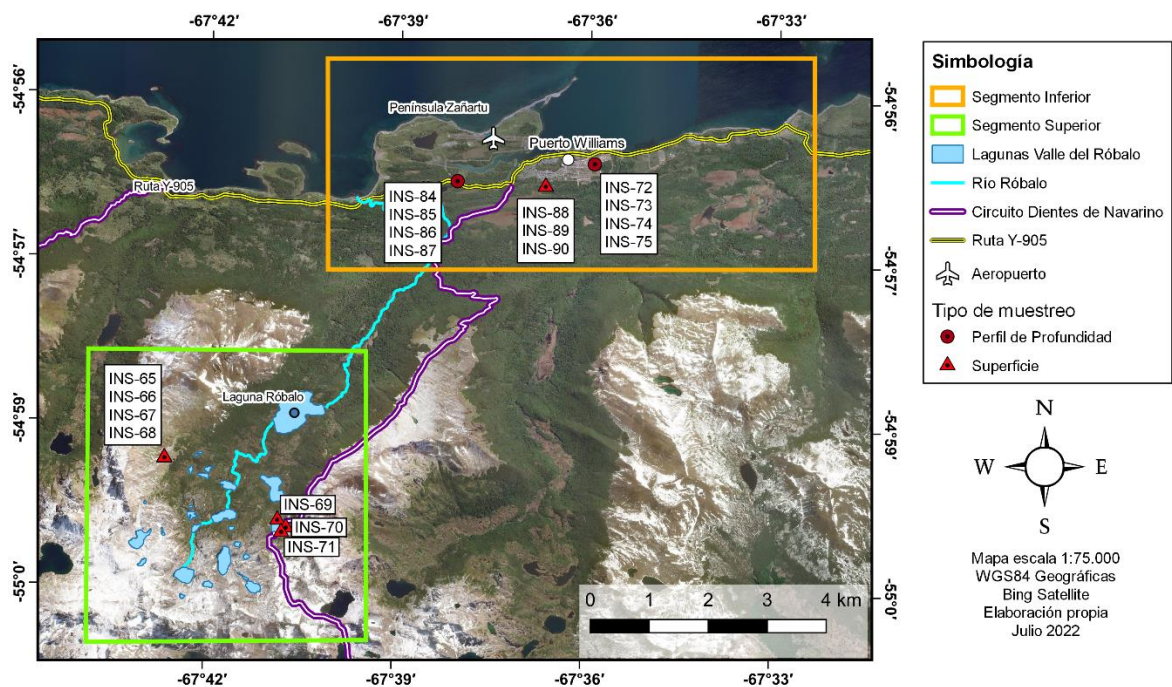 -67°42'
-67°39'
-67°36'
-67°33'
-54°56'
-54°57'
-54°59'
-55°0'
-54°56'
-54°57'
-54°59'
-55°0'
Península Zañartu
Puerto Williams
Ruta Y-905
INS-84
INS-85
INS-86
INS-87
INS-88
INS-89
INS-90
INS-72
INS-73
INS-74
INS-75
INS-65
INS-66
INS-67
INS-68
Laguna Róbalo
INS-69
INS-70
INS-71
0 1 2 3 4 km
-67°42'
-67°39'
-67°36'
-67°33'
Simbología
Segmento Inferior
Segmento Superior
Lagunas Valle del Róbalo
Río Róbalo
Circuito Dientes de Navarino
Ruta Y-905
Aeropuerto
Tipo de muestreo
Perfil de Profundidad
Superficie
N
W
E
S
Mapa escala 1:75.000
WGS84 Geográficas
Bing Satellite
Elaboración propia
Julio 2022